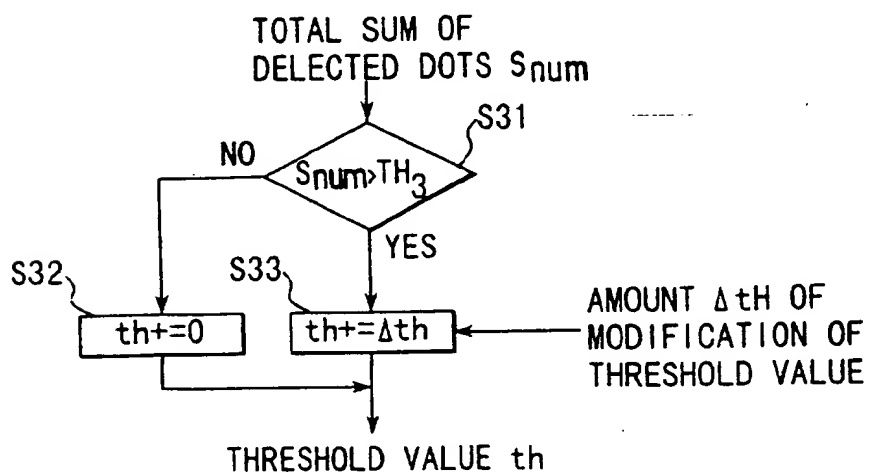 TOTAL SUM OF
DELECTED DOTS Snum
S31
NO
Snum>TH3
YES
S32
S33
th+=0
th+=Δth
AMOUNT ΔtH OF
MODIFICATION OF
THRESHOLD VALUE
THRESHOLD VALUE th